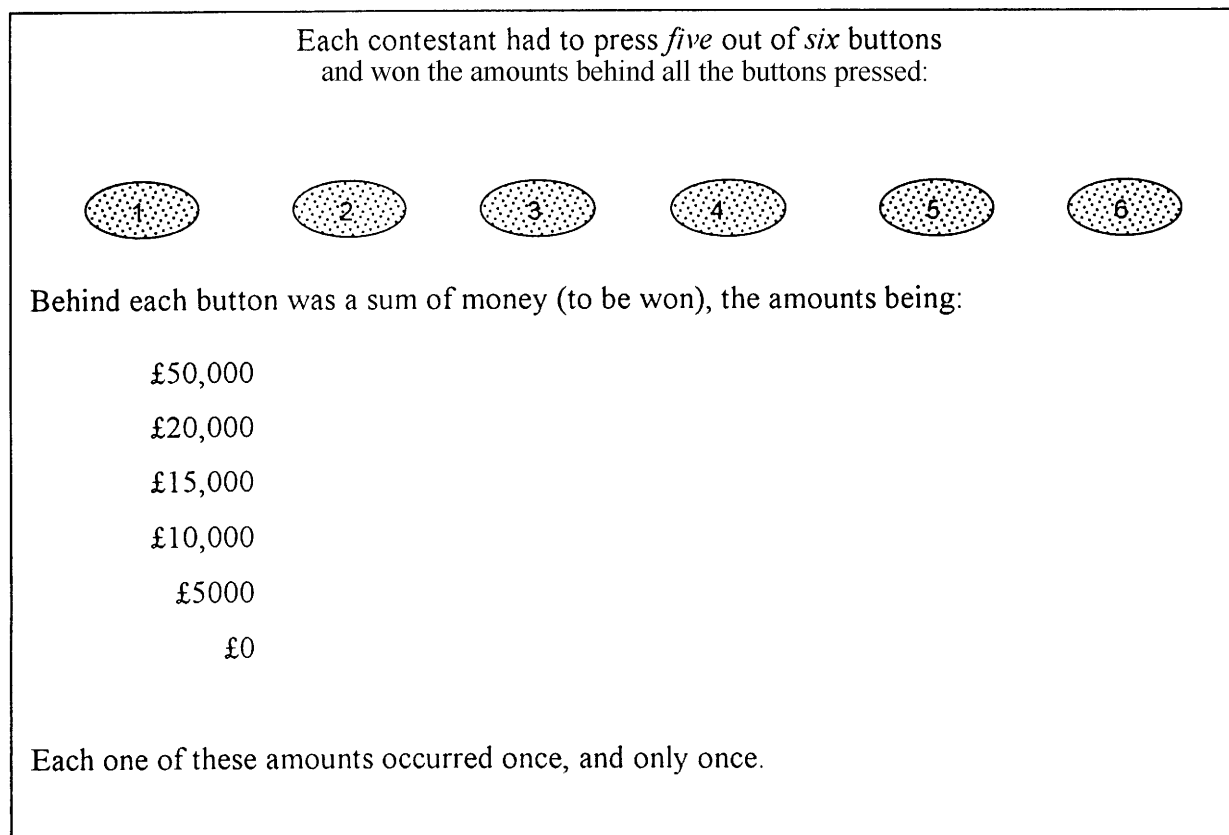 Each contestant had to press five out of six buttons
and won the amounts behind all the buttons pressed:
1 2 3 4 5 6
Behind each button was a sum of money (to be won), the amounts being:
£50,000
£20,000
£15,000
£10,000
£5000
£0
Each one of these amounts occurred once, and only once.